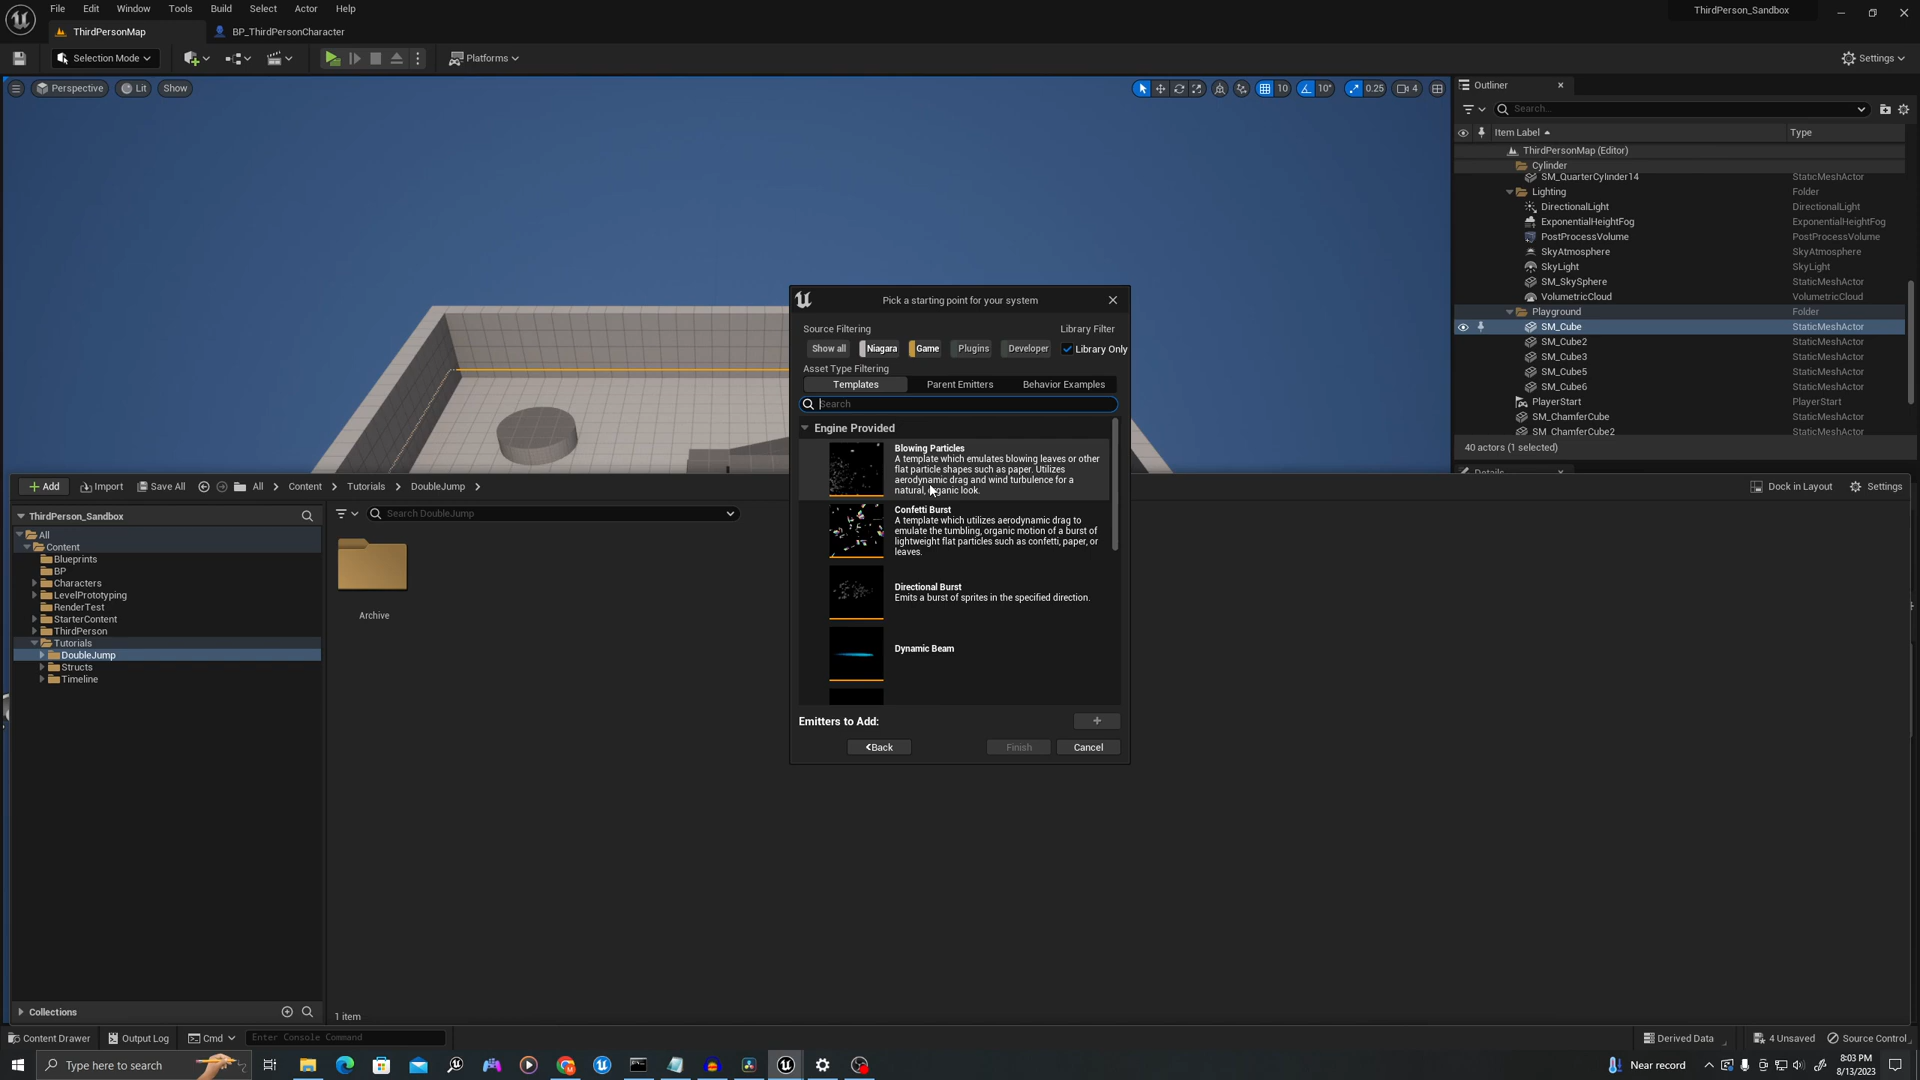 File Edit Window Tools Build Select Actor Help
ThirdPerson_Sandbox
ThirdPersonMap
BP_ThirdPersonCharacter
Selection Mode
Platforms
Settings
Perspective
Lit
Show
10
10°
0.25
4
Outliner
Search...
Item Label
Type
ThirdPersonMap (Editor)
Cylinder
SM_QuarterCylinder14 StaticMeshActor
Lighting Folder
DirectionalLight DirectionalLight
ExponentialHeightFog ExponentialHeightFog
PostProcessVolume PostProcessVolume
SkyAtmosphere SkyAtmosphere
SkyLight SkyLight
SM_SkySphere StaticMeshActor
VolumetricCloud VolumetricCloud
Playground Folder
SM_Cube StaticMeshActor
SM_Cube2 StaticMeshActor
SM_Cube3 StaticMeshActor
SM_Cube5 StaticMeshActor
SM_Cube6 StaticMeshActor
PlayerStart PlayerStart
SM_ChamferCube StaticMeshActor
SM_ChamferCube2 StaticMeshActor
40 actors (1 selected)
Details
Pick a starting point for your system
Source Filtering
Library Filter
Show all
Niagara
Game
Plugins
Developer
Library Only
Asset Type Filtering
Templates
Parent Emitters
Behavior Examples
Search
Engine Provided
Blowing Particles
A template which emulates blowing leaves or other
flat particle shapes such as paper. Utilizes
aerodynamic drag and wind turbulence for a
natural, organic look.
Confetti Burst
A template which utilizes aerodynamic drag to
emulate the tumbling, organic motion of a burst of
lightweight flat particles such as confetti, paper, or
leaves.
Directional Burst
Emits a burst of sprites in the specified direction.
Dynamic Beam
Emitters to Add:
Back
Finish
Cancel
Add
Import
Save All
All
Content
Tutorials
DoubleJump
Dock in Layout
Settings
ThirdPerson_Sandbox
Search DoubleJump
All
Content
Blueprints
BP
Characters
LevelPrototyping
RenderTest
StarterContent
ThirdPerson
Tutorials
DoubleJump
Structs
Timeline
Archive
Collections
1 item
Content Drawer
Output Log
Cmd
Enter Console Command
Derived Data
4 Unsaved
Source Control
Type here to search
Near record
8:03 PM
8/13/2023